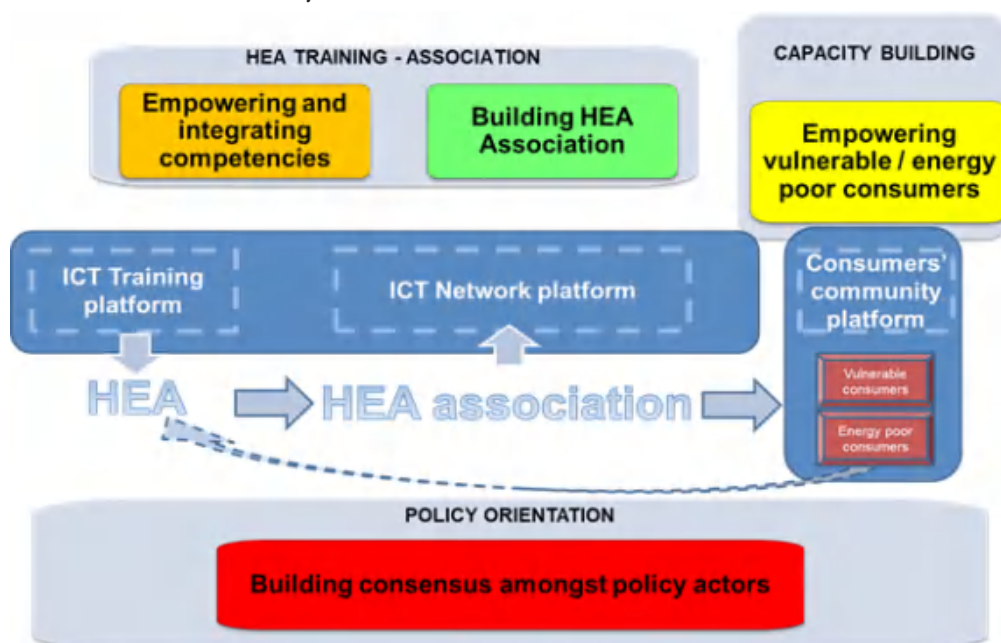 HEA TRAINING - ASSOCIATION
Empowering and
integrating
competencies
Building HEA
Association
CAPACITY BUILDING
Empowering
vulnerable / energy
poor consumers
ICT Training
platform
ICT Network platform
Consumers'
community
platform
Vulnerable
consumers
Energy poor
consumers
HEA
HEA association
POLICY ORIENTATION
Building consensus amongst policy actors